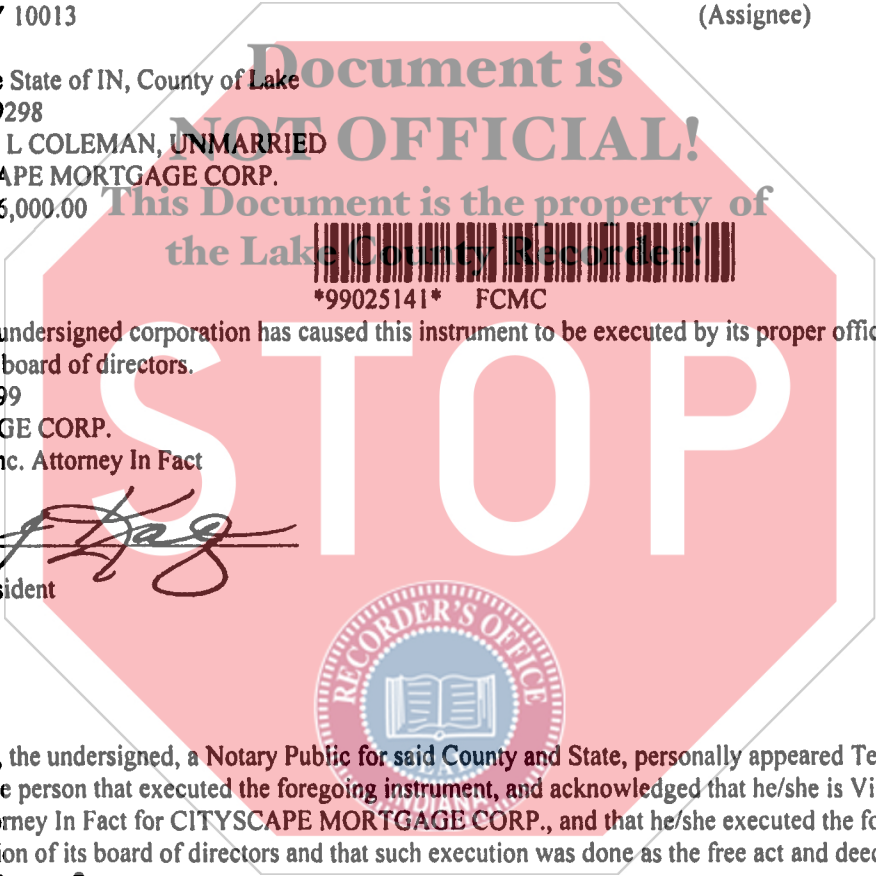 10013 (Assignee)
Document is
State of IN, County of Lake
9298
NOT OFFICIAL!
L COLEMAN, UNMARRIED
APE MORTGAGE CORP.
6,000.00
This Document is the property of
the Lake County Recorder!
*99025141* FCMC
undersigned corporation has caused this instrument to be executed by its proper offic
board of directors.
99
GE CORP.
nc. Attorney In Fact
STOP
sident
RECORDER'S OFFICE
LAKE
INDIANA
, the undersigned, a Notary Public for said County and State, personally appeared Te
e person that executed the foregoing instrument, and acknowledged that he/she is Vi
rney In Fact for CITYSCAPE MORTGAGE CORP., and that he/she executed the fo
ion of its board of directors and that such execution was done as the free act and deed